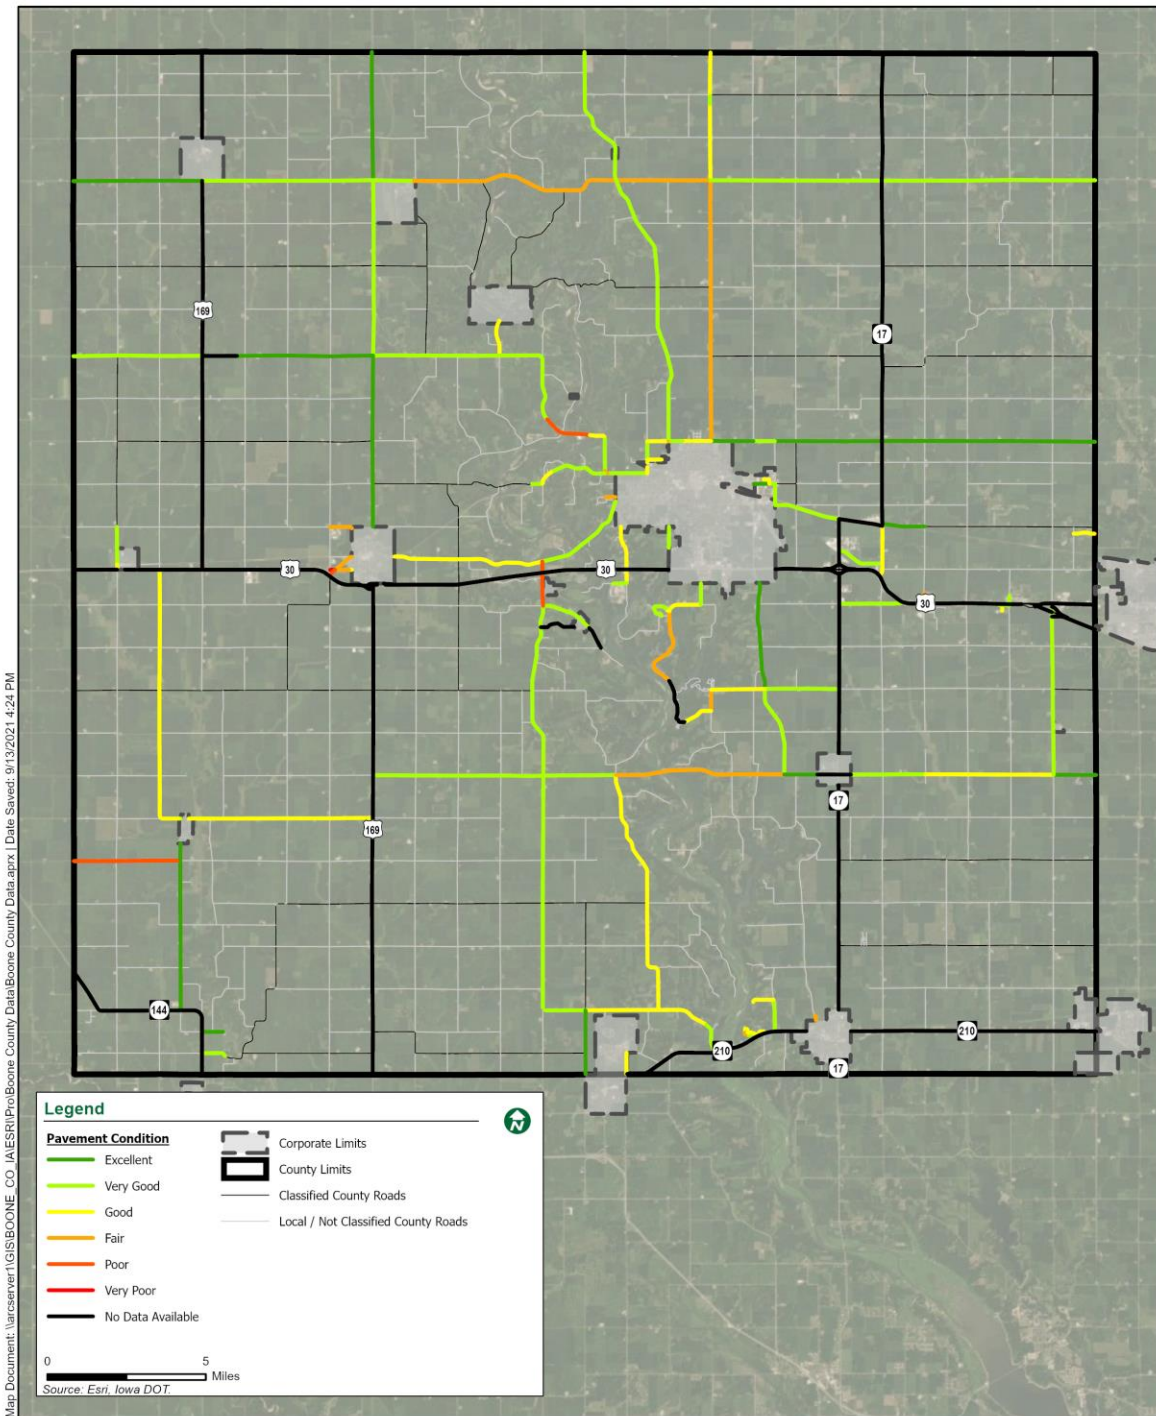 169
17
30
30
30
17
169
144
210
210
17
Map Document: \\arcserver1\GIS\BOONE_CO_IA\ESRI\Pro\Boone County Data\Boone County Data.aprx | Date Saved: 9/13/2021 4:24 PM
Legend
N
Pavement Condition
Excellent
Very Good
Good
Fair
Poor
Very Poor
No Data Available
Corporate Limits
County Limits
Classified County Roads
Local / Not Classified County Roads
0 5
Miles
Source: Esri, Iowa DOT.